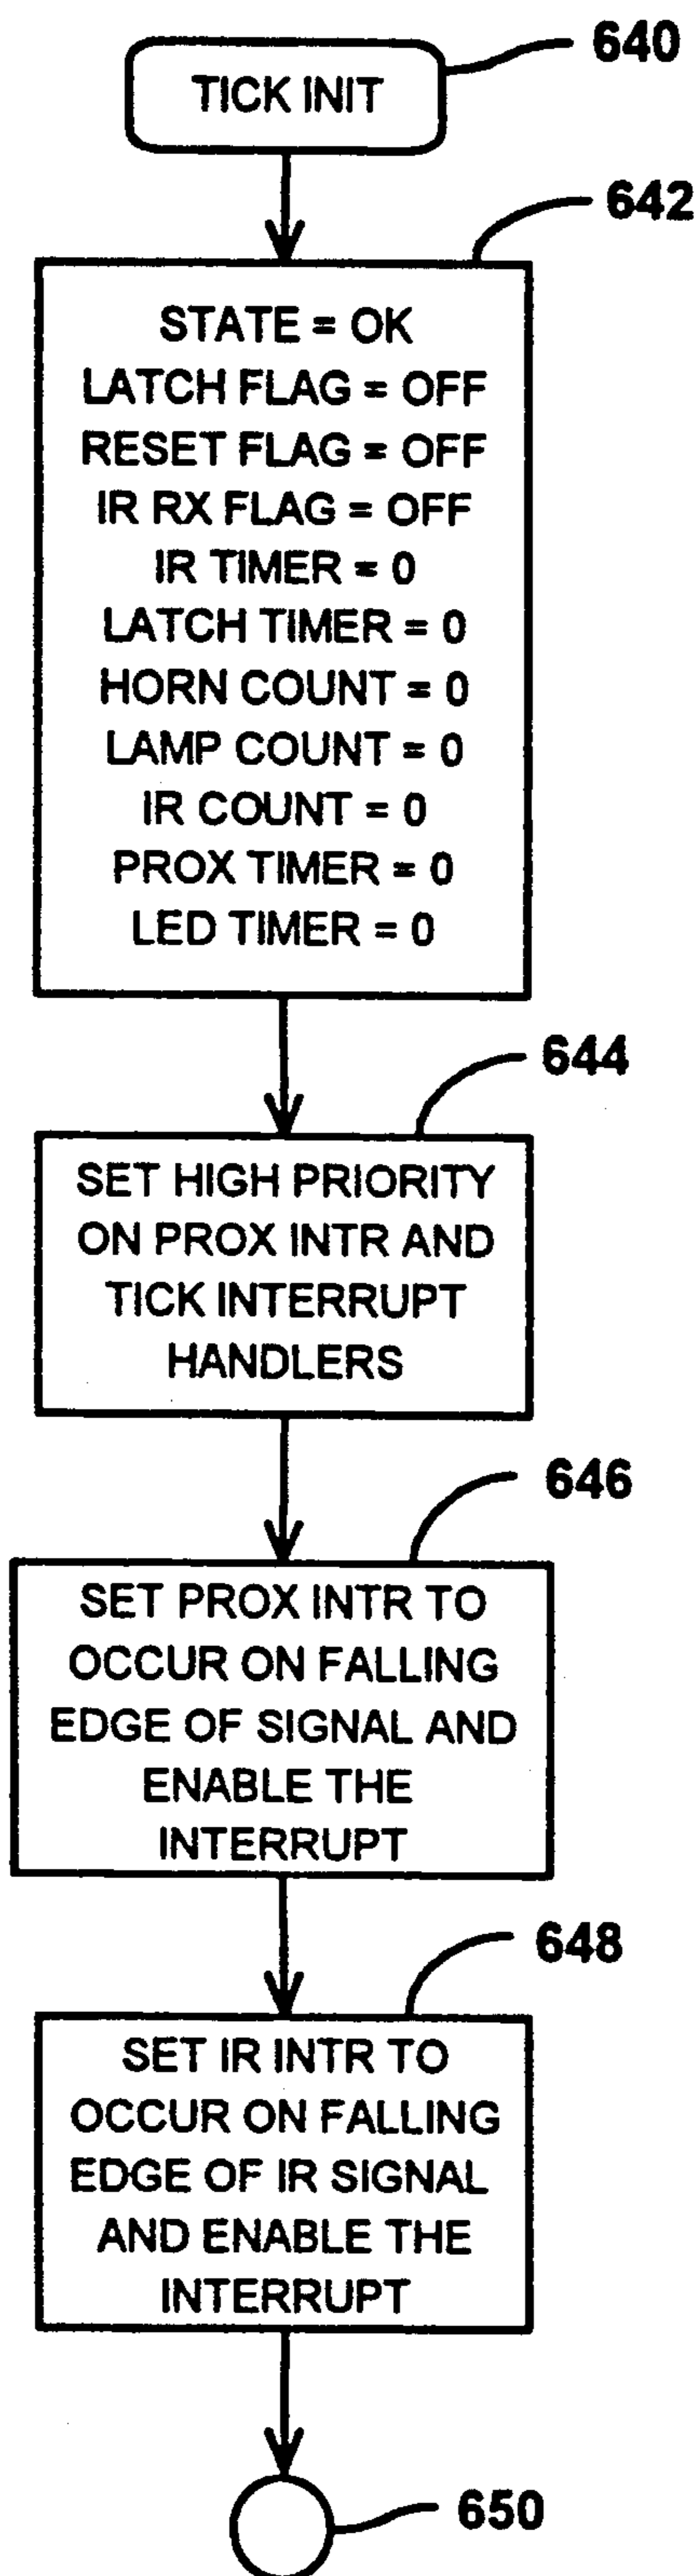 640
TICK INIT
642
STATE = OK
LATCH FLAG = OFF
RESET FLAG = OFF
IR RX FLAG = OFF
IR TIMER = 0
LATCH TIMER = 0
HORN COUNT = 0
LAMP COUNT = 0
IR COUNT = 0
PROX TIMER = 0
LED TIMER = 0
644
SET HIGH PRIORITY
ON PROX INTR AND
TICK INTERRUPT
HANDLERS
646
SET PROX INTR TO
OCCUR ON FALLING
EDGE OF SIGNAL AND
ENABLE THE
INTERRUPT
648
SET IR INTR TO
OCCUR ON FALLING
EDGE OF IR SIGNAL
AND ENABLE THE
INTERRUPT
650